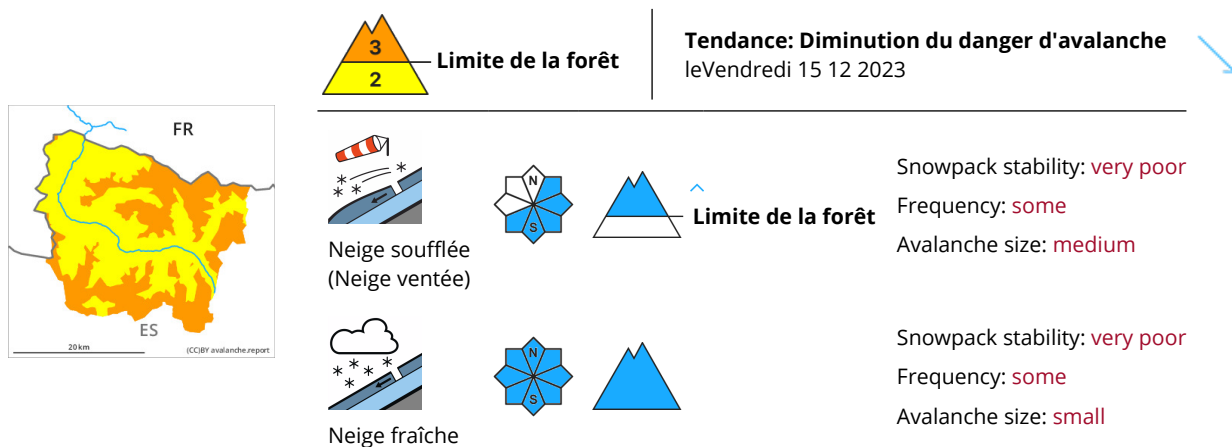 3
2
Limite de la forêt
Tendance: Diminution du danger d'avalanche
leVendredi 15 12 2023
FR
ES
20 km
(CC)BY avalanche.report
N
S
Limite de la forêt
Neige soufflée
(Neige ventée)
Snowpack stability: very poor
Frequency: some
Avalanche size: medium
N
S
Neige fraîche
Snowpack stability: very poor
Frequency: some
Avalanche size: small